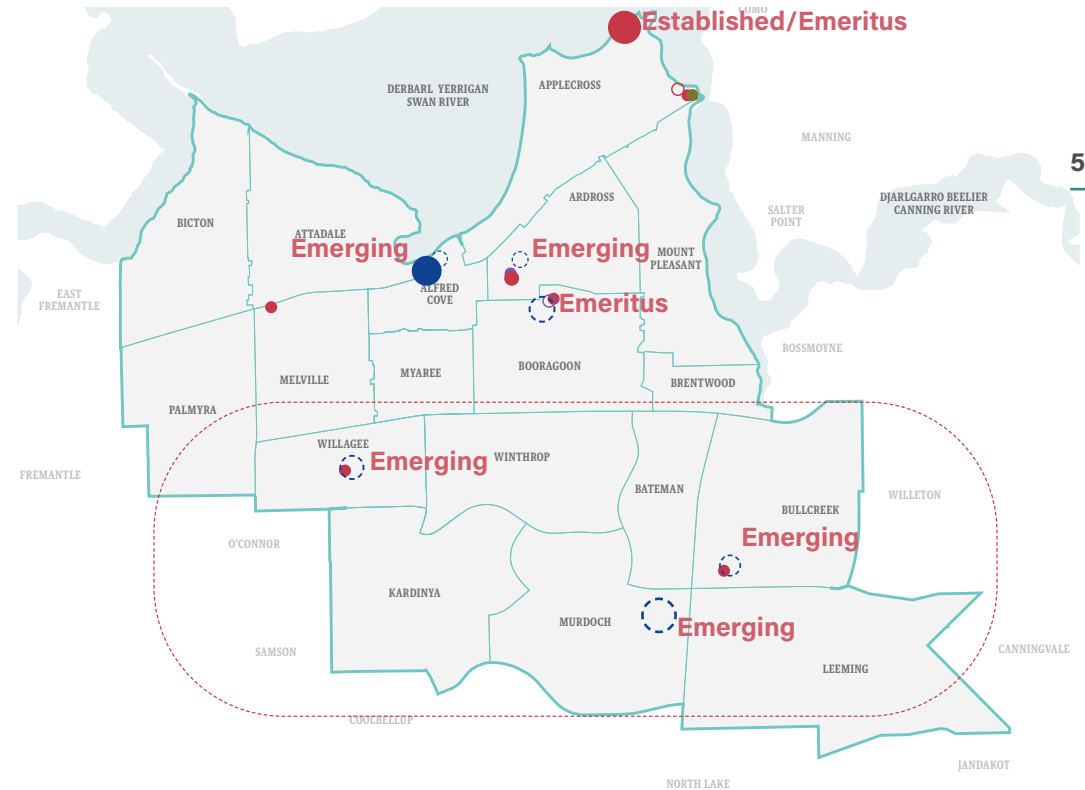 COMO
Established/Emeritus
APPLECROSS
DERBARL YERRIGAN
SWAN RIVER
MANNING
5
ARDROSS
DJARLGARRO BEELIER
CANNING RIVER
SALTER
POINT
BICTON
ATTADALE
Emerging
Emerging
MOUNT
PLEASANT
ALFRED
COVE
EAST
FREMANTLE
Emeritus
ROSSMOYNE
BOORAGOON
MYAREE
MELVILLE
BRENTWOOD
PALMYRA
WILLAGEE
Emerging
WINTHROP
FREMANTLE
BATEMAN
WILLETON
BULLCREEK
Emerging
O'CONNOR
KARDINYA
MURDOCH
Emerging
SAMSON
CANNINGVALE
LEEMING
COOLBELLUP
JANDAKOT
NORTH LAKE